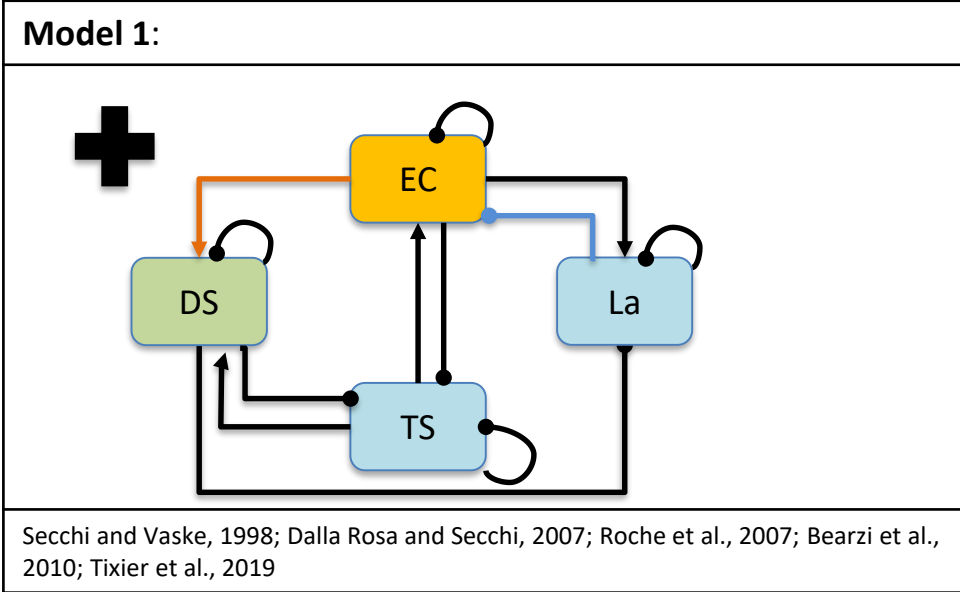 Model 1:
EC
DS
La
TS
Secchi and Vaske, 1998; Dalla Rosa and Secchi, 2007; Roche et al., 2007; Bearzi et al.,
2010; Tixier et al., 2019